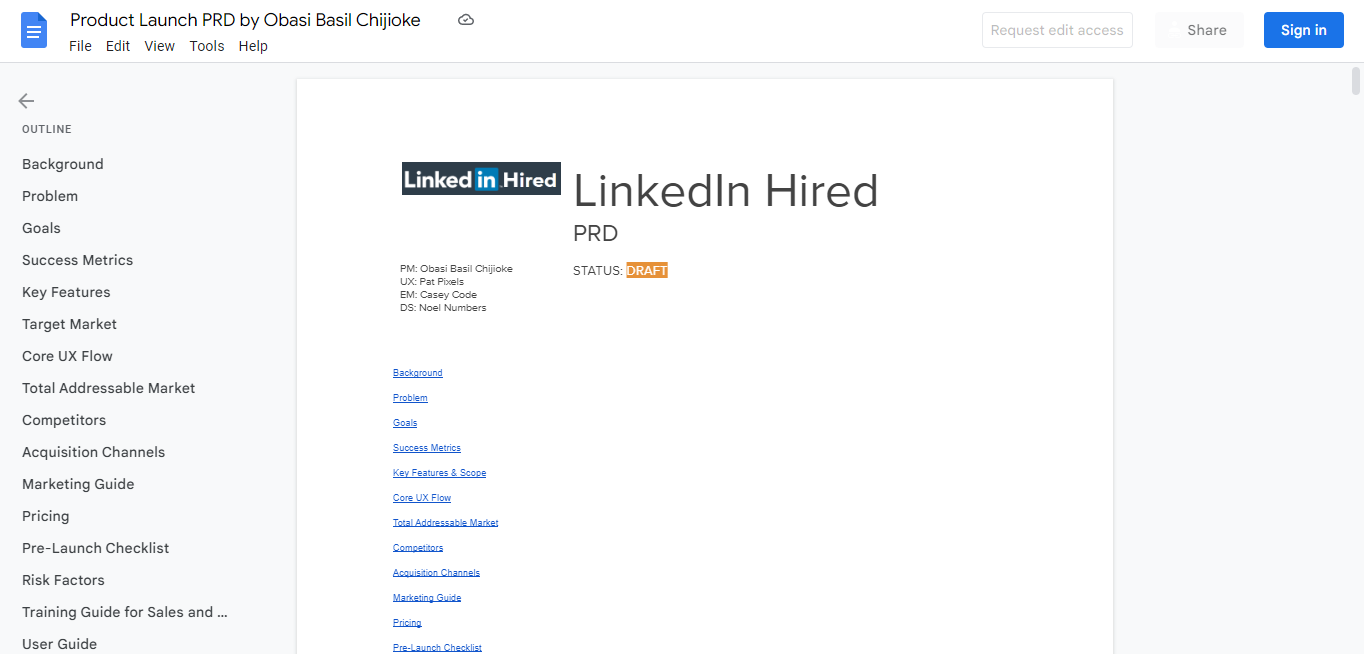 Product Launch PRD by Obasi Basil Chijioke
File Edit View Tools Help
Request edit access
Share
Sign in
OUTLINE
Background
Problem
Goals
Success Metrics
Key Features
Target Market
Core UX Flow
Total Addressable Market
Competitors
Acquisition Channels
Marketing Guide
Pricing
Pre-Launch Checklist
Risk Factors
Training Guide for Sales and ...
User Guide
Linked in Hired
LinkedIn Hired
PRD
STATUS: DRAFT
PM: Obasi Basil Chijioke
UX: Pat Pixels
EM: Casey Code
DS: Noel Numbers
Background
Problem
Goals
Success Metrics
Key Features & Scope
Core UX Flow
Total Addressable Market
Competitors
Acquisition Channels
Marketing Guide
Pricing
Pre-Launch Checklist